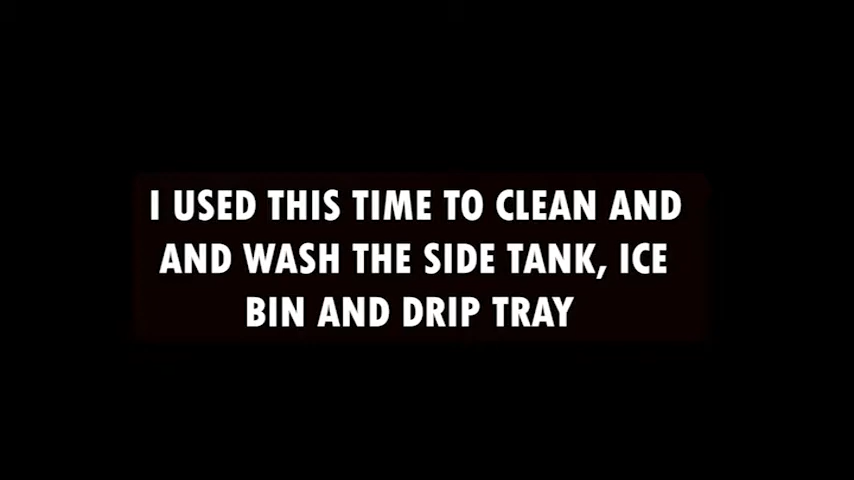 I USED THIS TIME TO CLEAN AND
AND WASH THE SIDE TANK, ICE
BIN AND DRIP TRAY